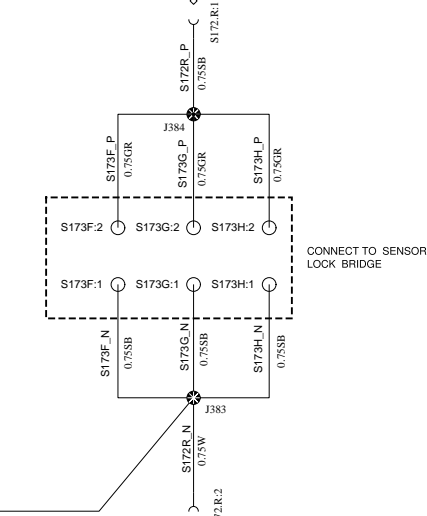 S172.R:1
S172R_P
0.75SB
J384
S173F_P
0.75GR
S173G_P
0.75GR
S173H_P
0.75GR
S173F:2
S173G:2
S173H:2
CONNECT TO SENSOR
LOCK BRIDGE
S173F:1
S173G:1
S173H:1
S173F_N
0.75SB
S173G_N
0.75SB
S173H_N
0.75SB
J383
S172R_N
0.75W
72.R:2